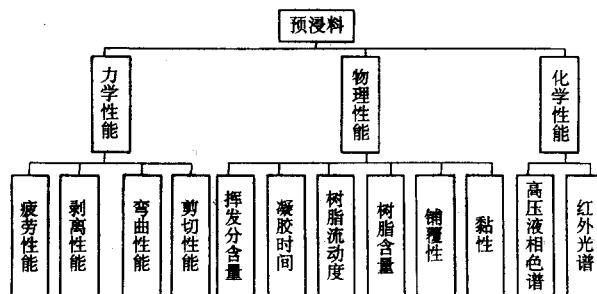 预浸料
力学性能
物理性能
化学性能
疲劳性能
剥离性能
弯曲性能
剪切性能
挥发分含量
凝胶时间
树脂流动度
树脂含量
铺覆性
黏性
高压液相色谱
红外光谱